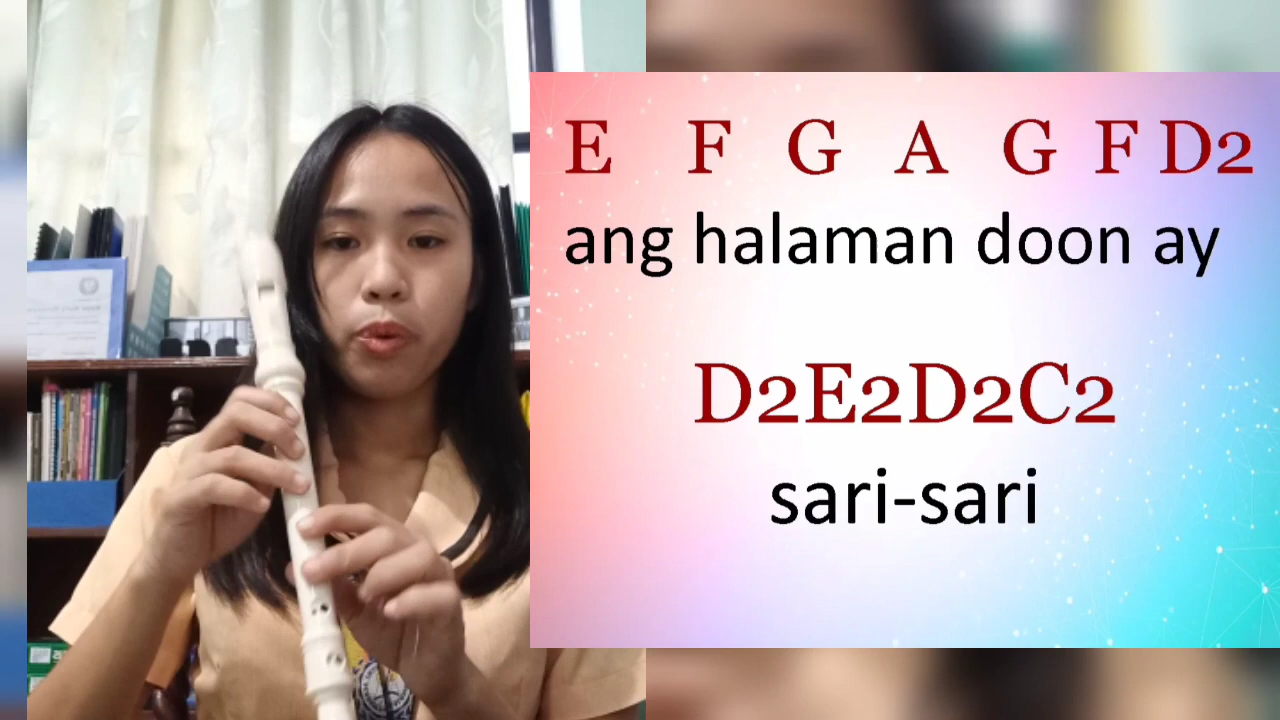 E F G A G F D2
ang halaman doon ay
D2E2D2C2
sari-sari